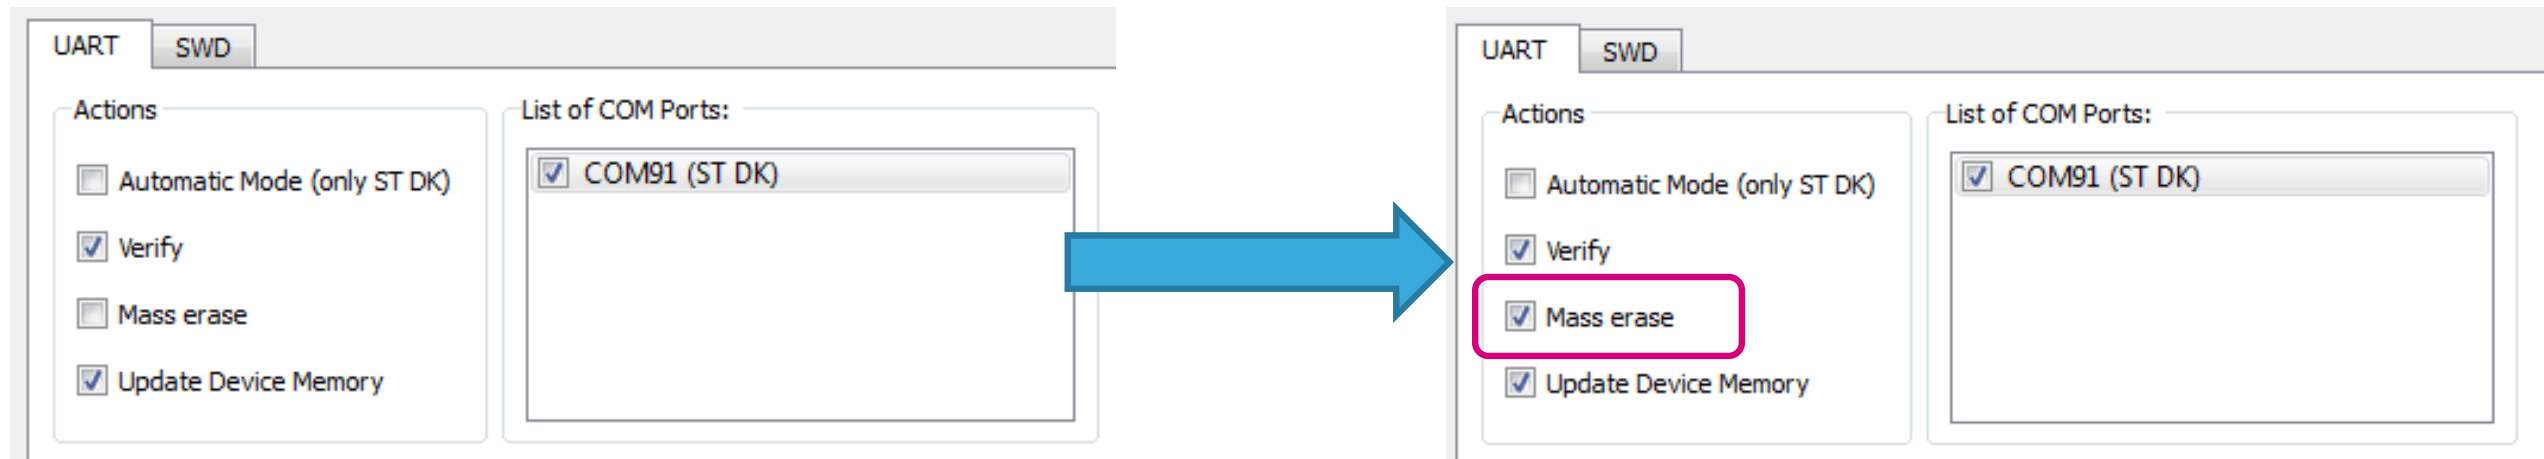 UART
SWD
Actions
List of COM Ports:
Automatic Mode (only ST DK)
COM91 (ST DK)
Verify
Mass erase
Update Device Memory
UART
SWD
Actions
List of COM Ports:
Automatic Mode (only ST DK)
COM91 (ST DK)
Verify
Mass erase
Update Device Memory